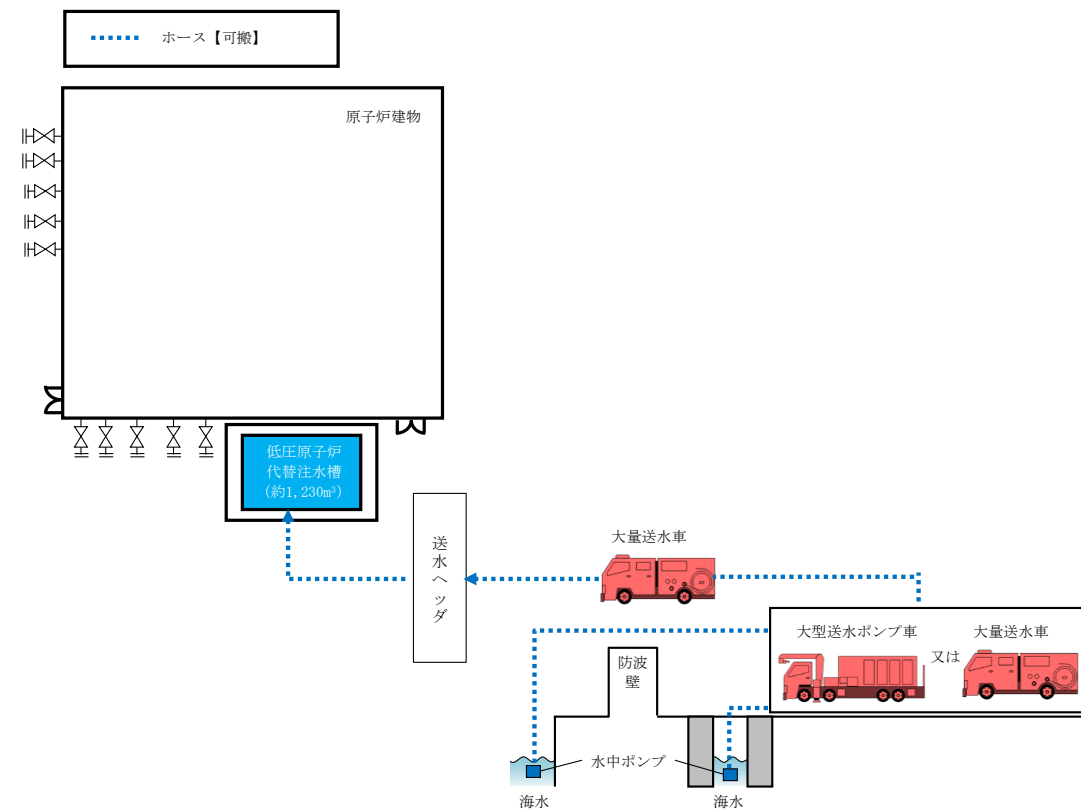 ホース【可搬】
原子炉建物
低圧原子炉
代替注水槽
(約1,230m³)
送水ヘッダ
大量送水車
大型送水ポンプ車
又は
大量送水車
防波
壁
水中ポンプ
海水
海水